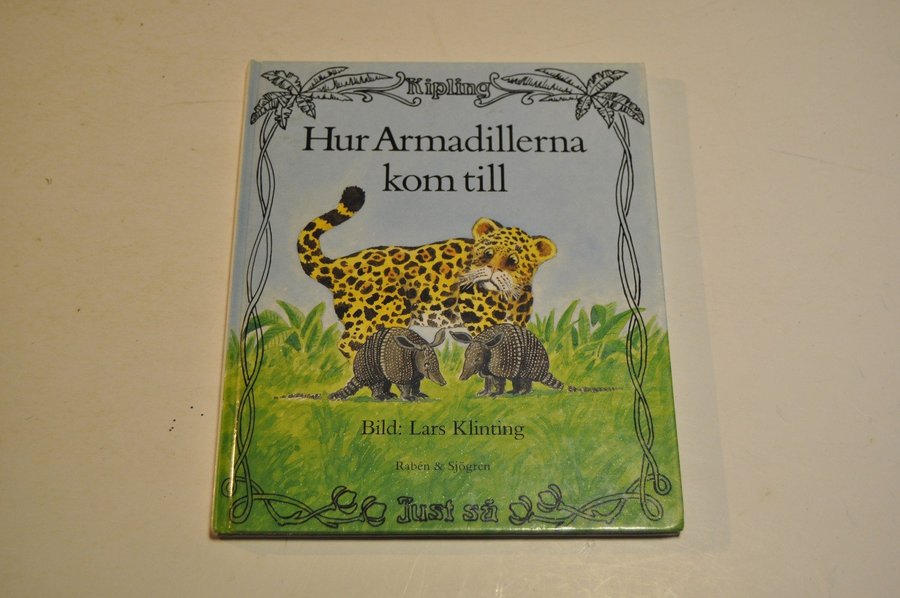 Kipling
Hur Armadillerna
kom till
Bild: Lars Klinting
Rabén & Sjögren
Just så